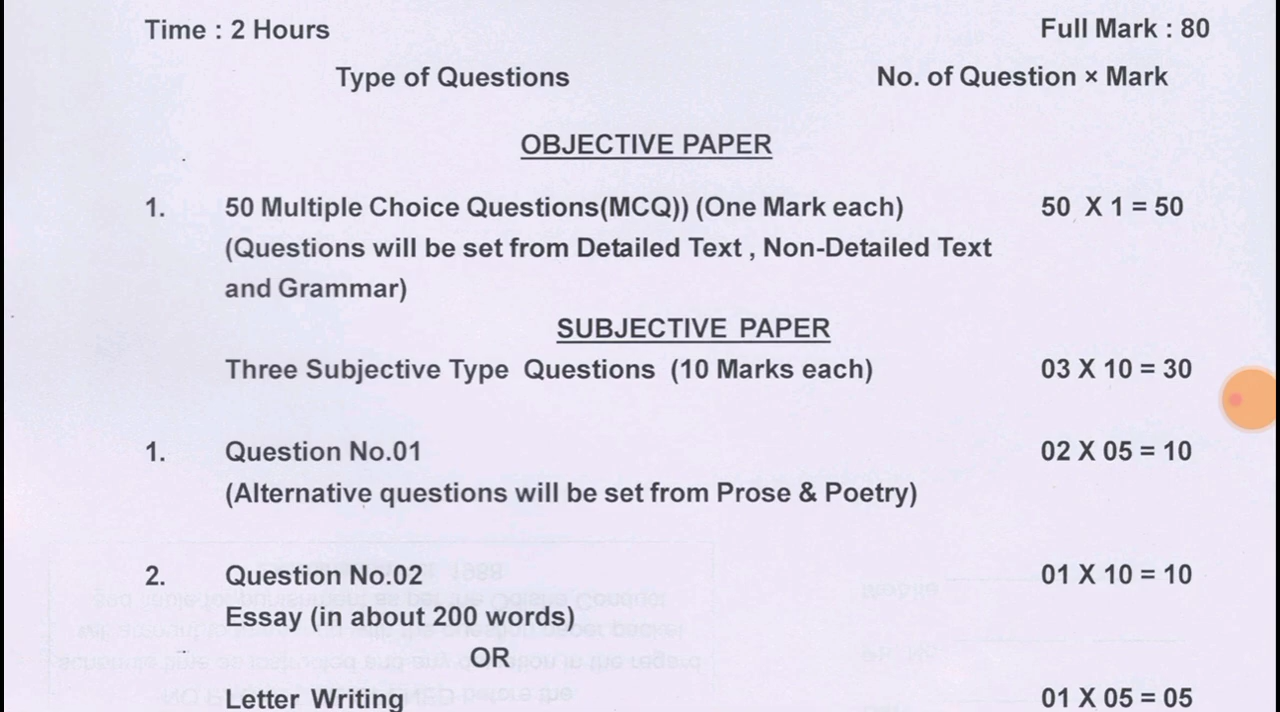 Time : 2 Hours Full Mark : 80
Type of Questions No. of Question × Mark
OBJECTIVE PAPER
1. 50 Multiple Choice Questions(MCQ)) (One Mark each) 50 X 1 = 50
(Questions will be set from Detailed Text , Non-Detailed Text
and Grammar)
SUBJECTIVE PAPER
Three Subjective Type Questions (10 Marks each) 03 X 10 = 30
1. Question No.01 02 X 05 = 10
(Alternative questions will be set from Prose & Poetry)
2. Question No.02 01 X 10 = 10
Essay (in about 200 words)
OR
Letter Writing 01 X 05 = 05